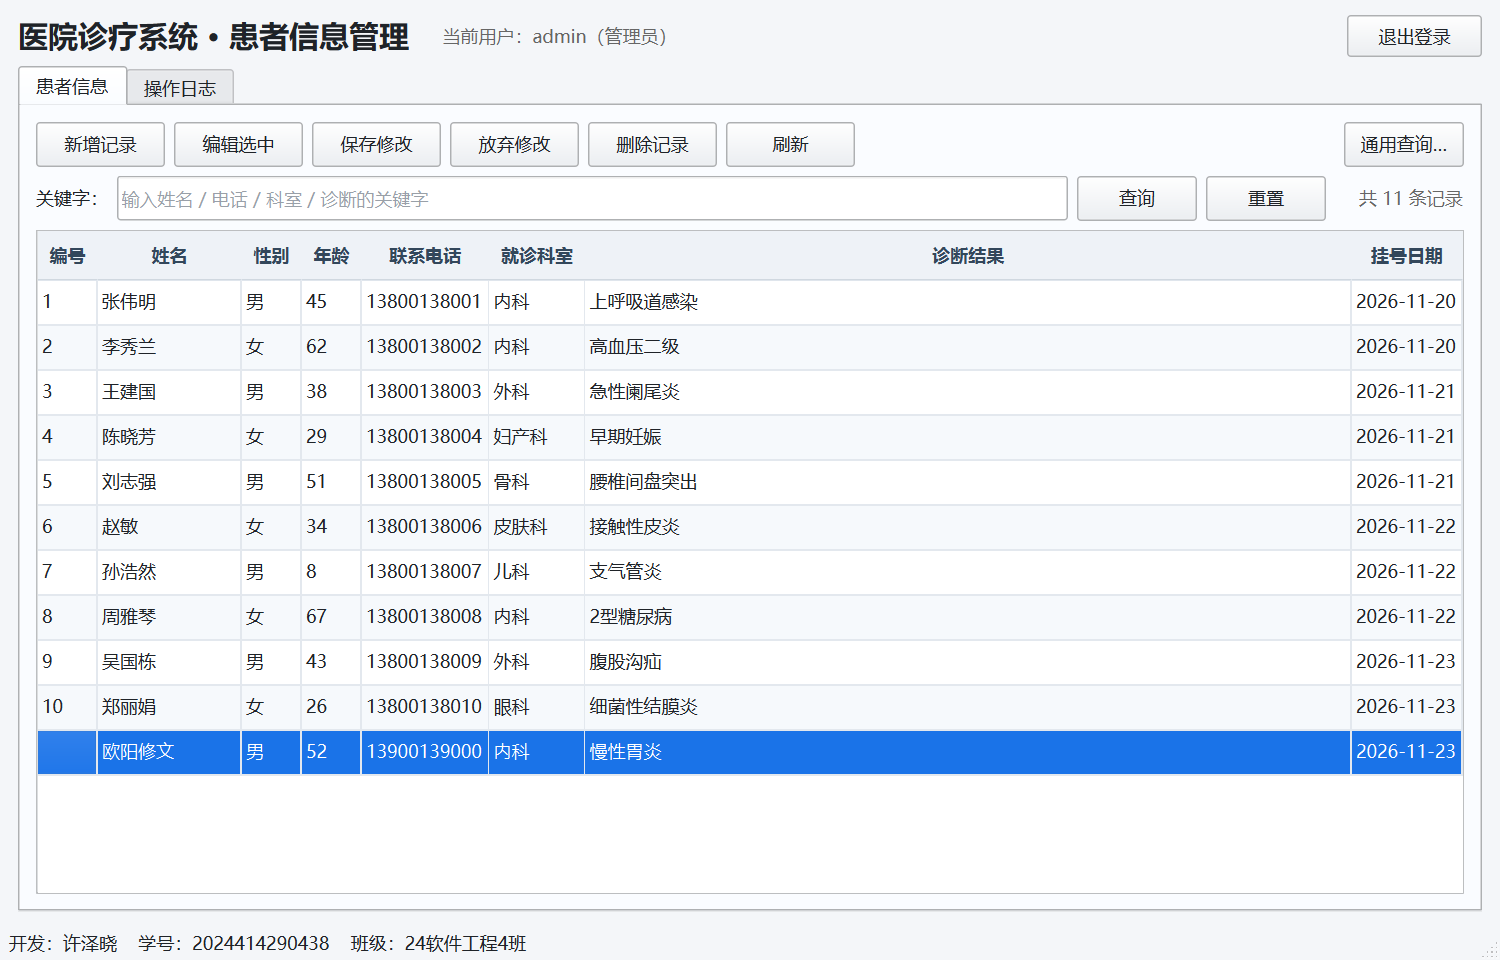 医院诊疗系统 • 患者信息管理 当前用户：admin（管理员） 退出登录
患者信息 操作日志
新增记录 编辑选中 保存修改 放弃修改 删除记录 刷新 通用查询...
关键字： 输入姓名 / 电话 / 科室 / 诊断的关键字 查询 重置 共 11 条记录
编号 姓名 性别 年龄 联系电话 就诊科室 诊断结果 挂号日期
1 张伟明 男 45 13800138001 内科 上呼吸道感染 2026-11-20
2 李秀兰 女 62 13800138002 内科 高血压二级 2026-11-20
3 王建国 男 38 13800138003 外科 急性阑尾炎 2026-11-21
4 陈晓芳 女 29 13800138004 妇产科 早期妊娠 2026-11-21
5 刘志强 男 51 13800138005 骨科 腰椎间盘突出 2026-11-21
6 赵敏 女 34 13800138006 皮肤科 接触性皮炎 2026-11-22
7 孙浩然 男 8 13800138007 儿科 支气管炎 2026-11-22
8 周雅琴 女 67 13800138008 内科 2型糖尿病 2026-11-22
9 吴国栋 男 43 13800138009 外科 腹股沟疝 2026-11-23
10 郑丽娟 女 26 13800138010 眼科 细菌性结膜炎 2026-11-23
欧阳修文 男 52 13900139000 内科 慢性胃炎 2026-11-23
开发：许泽晓 学号：2024414290438 班级：24软件工程4班